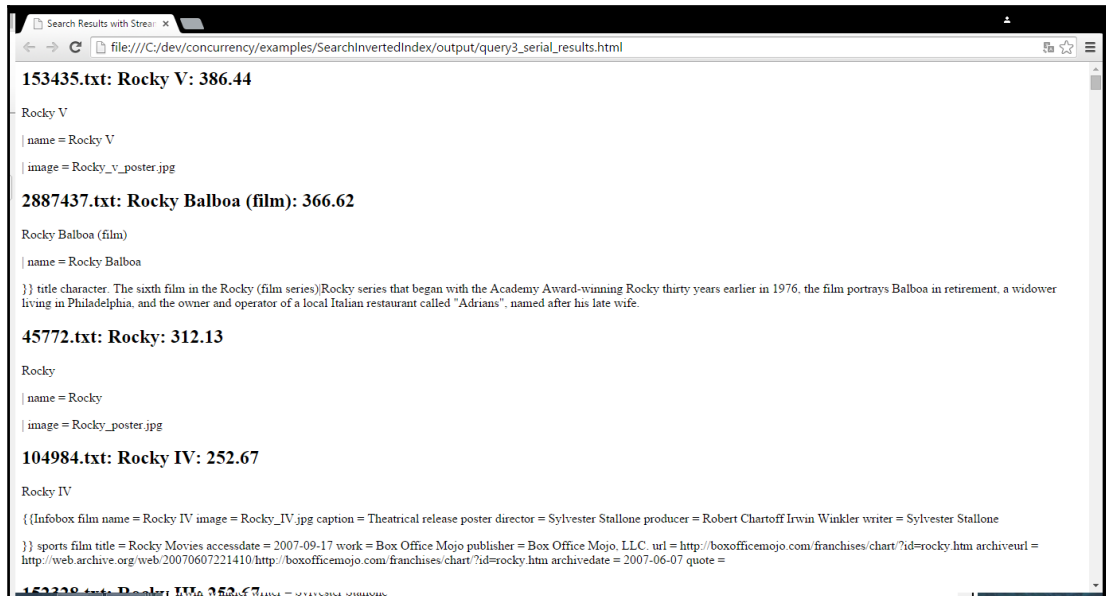 Search Results with Strear
file:///C:/dev/concurrency/examples/SearchInvertedIndex/output/query3_serial_results.html
153435.txt: Rocky V: 386.44
Rocky V
| name = Rocky V
| image = Rocky_v_poster.jpg
2887437.txt: Rocky Balboa (film): 366.62
Rocky Balboa (film)
| name = Rocky Balboa
}} title character. The sixth film in the Rocky (film series)|Rocky series that began with the Academy Award-winning Rocky thirty years earlier in 1976, the film portrays Balboa in retirement, a widower
living in Philadelphia, and the owner and operator of a local Italian restaurant called "Adrians", named after his late wife.
45772.txt: Rocky: 312.13
Rocky
| name = Rocky
| image = Rocky_poster.jpg
104984.txt: Rocky IV: 252.67
Rocky IV
{{Infobox film name = Rocky IV image = Rocky_IV.jpg caption = Theatrical release poster director = Sylvester Stallone producer = Robert Chartoff Irwin Winkler writer = Sylvester Stallone
}} sports film title = Rocky Movies accessdate = 2007-09-17 work = Box Office Mojo publisher = Box Office Mojo, LLC. url = http://boxofficemojo.com/franchises/chart/?id=rocky.htm archiveurl =
http://web.archive.org/web/20070607221410/http://boxofficemojo.com/franchises/chart/?id=rocky.htm archivedate = 2007-06-07 quote =
152328.txt: Rocky III: 252.67